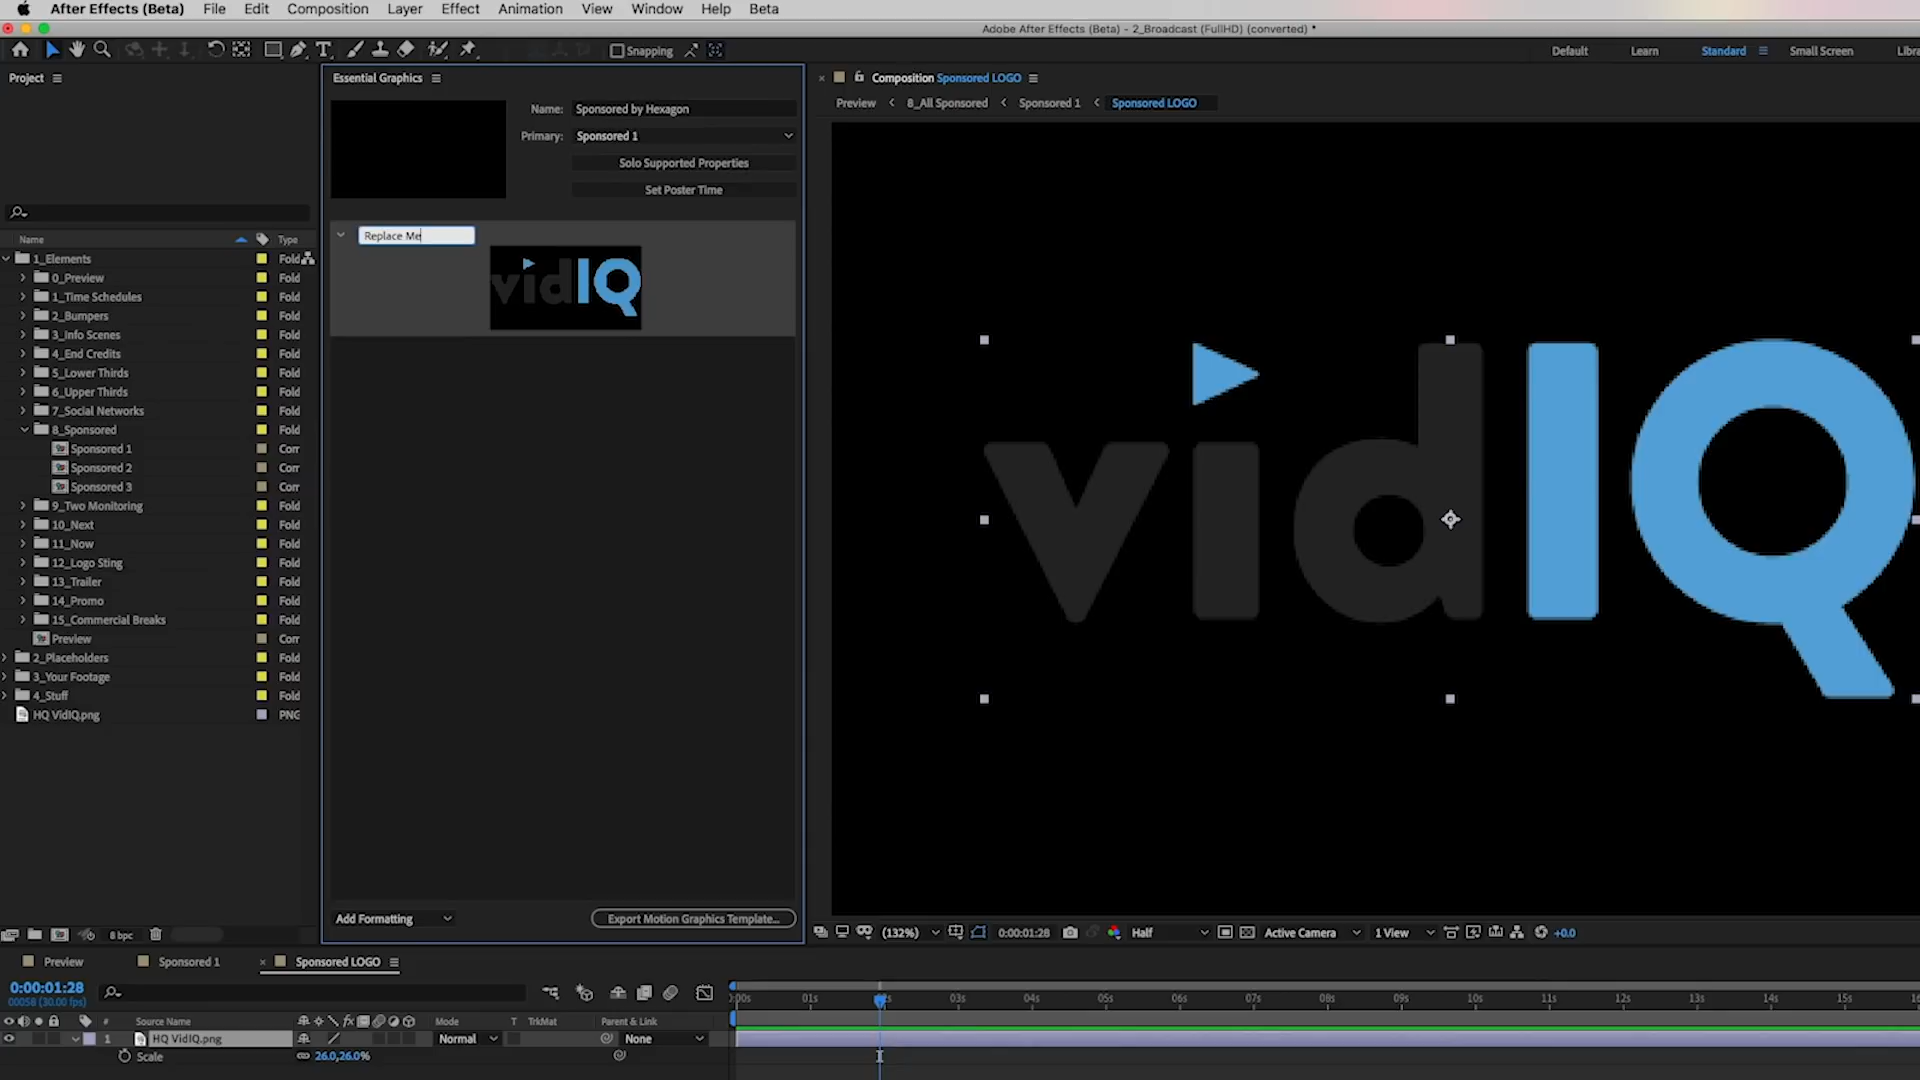 After Effects (Beta) File Edit Composition Layer Effect Animation View Window Help Beta
Adobe After Effects (Beta) - 2_Broadcast (FullHD) (converted) *
Snapping
Default Learn Standard Small Screen Libra
Project
Essential Graphics
Name: Sponsored by Hexagon
Primary: Sponsored 1
Solo Supported Properties
Set Poster Time
Replace Me
vidIQ
Add Formatting
Export Motion Graphics Template...
Name Type
1_Elements Fold
0_Preview Fold
1_Time Schedules Fold
2_Bumpers Fold
3_Info Scenes Fold
4_End Credits Fold
5_Lower Thirds Fold
6_Upper Thirds Fold
7_Social Networks Fold
8_Sponsored Fold
Sponsored 1 Com
Sponsored 2 Com
Sponsored 3 Com
9_Two Monitoring Fold
10_Next Fold
11_Now Fold
12_Logo Sting Fold
13_Trailer Fold
14_Promo Fold
15_Commercial Breaks Fold
Preview Com
2_Placeholders Fold
3_Your Footage Fold
4_Stuff Fold
HQ VidIQ.png PNG
8 bpc
Composition Sponsored LOGO
Preview 8_All Sponsored Sponsored 1 Sponsored LOGO
vidIQ
(132%) 0:00:01:28 Half Active Camera 1 View +0.0
Preview Sponsored 1 Sponsored LOGO
0:00:01:28
00058 (30.00 fps)
:00s 01s 02s 03s 04s 05s 06s 07s 08s 09s 10s 11s 12s 13s 14s 15s 16
# Source Name fx Mode T TrkMat Parent & Link
1 HQ VidIQ.png Normal None
Scale 26.0,26.0%